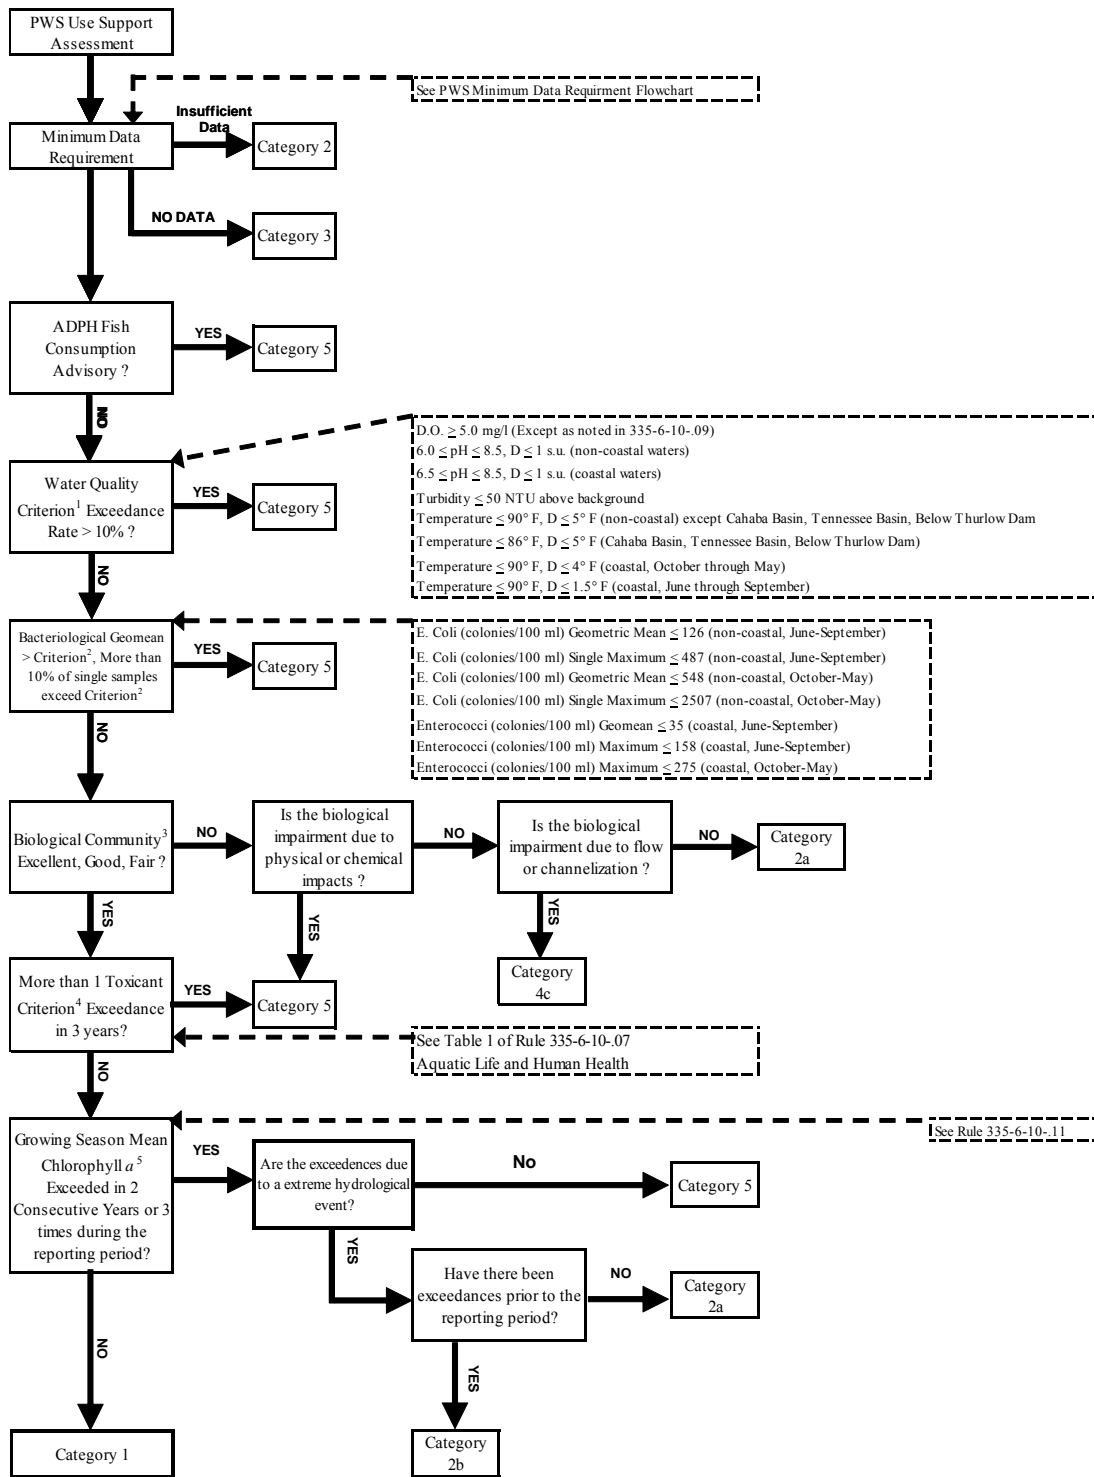 PWS Use Support
Assessment
See PWS Minimum Data Requirment Flowchart
Insufficient
Data
Minimum Data
Requirement
Category 2
NO DATA
Category 3
ADPH Fish
Consumption
Advisory ?
YES
Category 5
NO
D.O. ≥ 5.0 mg/l (Except as noted in 335-6-10-.09)
6.0 ≤ pH ≤ 8.5, D ≤ 1 s.u. (non-coastal waters)
6.5 ≤ pH ≤ 8.5, D ≤ 1 s.u. (coastal waters)
Turbidity ≤ 50 NTU above background
Temperature ≤ 90° F, D ≤ 5° F (non-coastal) except Cahaba Basin, Tennessee Basin, Below Thurlow Dam
Temperature ≤ 86° F, D ≤ 5° F (Cahaba Basin, Tennessee Basin, Below Thurlow Dam)
Temperature ≤ 90° F, D ≤ 4° F (coastal, October through May)
Temperature ≤ 90° F, D ≤ 1.5° F (coastal, June through September)
Water Quality
Criterion¹ Exceedance
Rate > 10% ?
YES
Category 5
NO
Bacteriological Geomean
> Criterion², More than
10% of single samples
exceed Criterion²
YES
Category 5
E. Coli (colonies/100 ml) Geometric Mean ≤ 126 (non-coastal, June-September)
E. Coli (colonies/100 ml) Single Maximum ≤ 487 (non-coastal, June-September)
E. Coli (colonies/100 ml) Geometric Mean ≤ 548 (non-coastal, October-May)
E. Coli (colonies/100 ml) Single Maximum ≤ 2507 (non-coastal, October-May)
Enterococci (colonies/100 ml) Geomean ≤ 35 (coastal, June-September)
Enterococci (colonies/100 ml) Maximum ≤ 158 (coastal, June-September)
Enterococci (colonies/100 ml) Maximum ≤ 275 (coastal, October-May)
NO
Biological Community³
Excellent, Good, Fair ?
NO
Is the biological
impairment due to
physical or chemical
impacts ?
NO
Is the biological
impairment due to flow
or channelization ?
NO
Category
2a
YES
YES
YES
More than 1 Toxicant
Criterion⁴ Exceedance
in 3 years?
YES
Category 5
Category
4c
See Table 1 of Rule 335-6-10-.07
Aquatic Life and Human Health
NO
See Rule 335-6-10-.11
Growing Season Mean
Chlorophyll a ⁵
Exceeded in 2
Consecutive Years or 3
times during the
reporting period?
YES
Are the exceedences due
to a extreme hydrological
event?
No
Category 5
YES
Have there been
exceedances prior to the
reporting period?
NO
Category
2a
NO
YES
Category 1
Category
2b